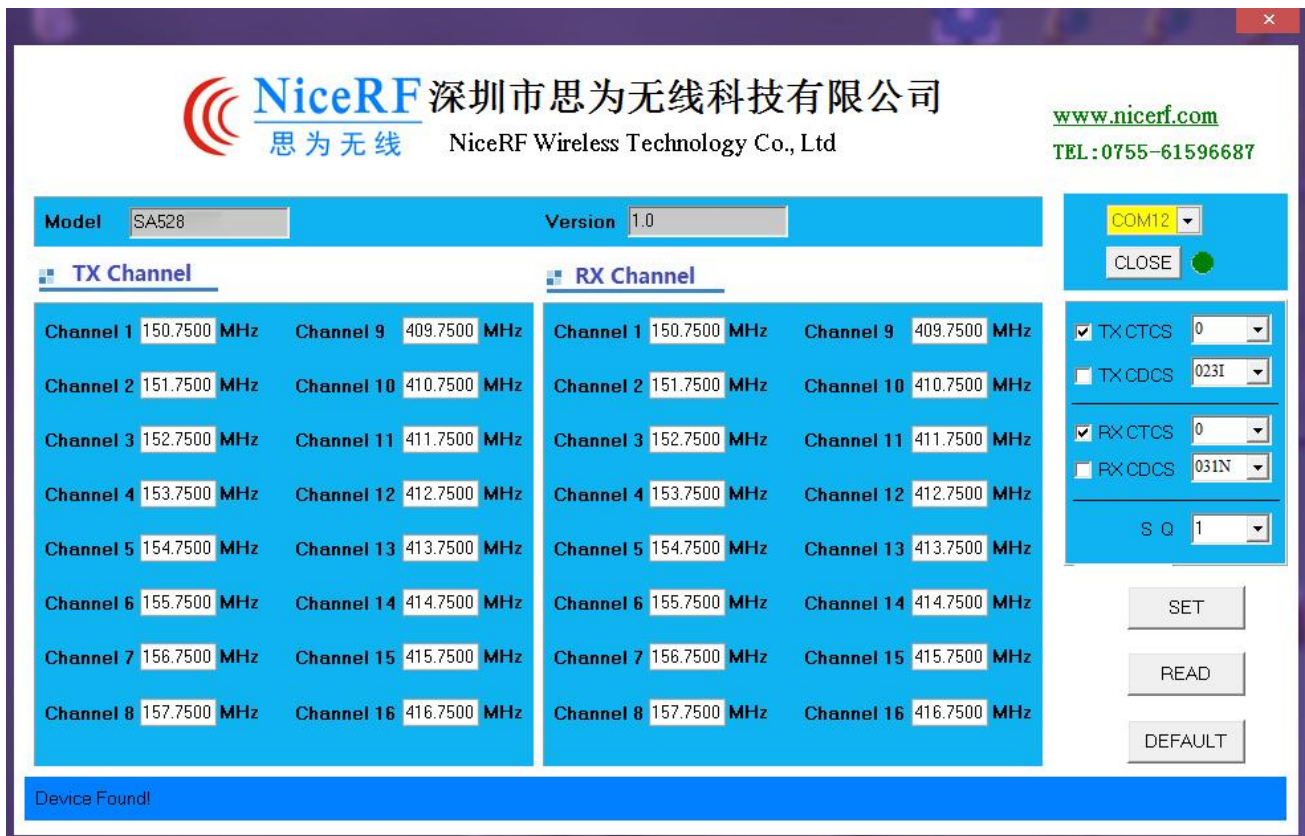 ×
NiceRF 深圳市思为无线科技有限公司
思为无线 NiceRF Wireless Technology Co., Ltd
www.nicerf.com
TEL:0755-61596687
Model SA528 Version 1.0
COM12
CLOSE
TX Channel RX Channel
Channel 1 150.7500 MHz Channel 9 409.7500 MHz Channel 1 150.7500 MHz Channel 9 409.7500 MHz
Channel 2 151.7500 MHz Channel 10 410.7500 MHz Channel 2 151.7500 MHz Channel 10 410.7500 MHz
Channel 3 152.7500 MHz Channel 11 411.7500 MHz Channel 3 152.7500 MHz Channel 11 411.7500 MHz
Channel 4 153.7500 MHz Channel 12 412.7500 MHz Channel 4 153.7500 MHz Channel 12 412.7500 MHz
Channel 5 154.7500 MHz Channel 13 413.7500 MHz Channel 5 154.7500 MHz Channel 13 413.7500 MHz
Channel 6 155.7500 MHz Channel 14 414.7500 MHz Channel 6 155.7500 MHz Channel 14 414.7500 MHz
Channel 7 156.7500 MHz Channel 15 415.7500 MHz Channel 7 156.7500 MHz Channel 15 415.7500 MHz
Channel 8 157.7500 MHz Channel 16 416.7500 MHz Channel 8 157.7500 MHz Channel 16 416.7500 MHz
TX CTCS 0
TX CDCS 023I
RX CTCS 0
RX CDCS 031N
S Q 1
SET
READ
DEFAULT
Device Found!